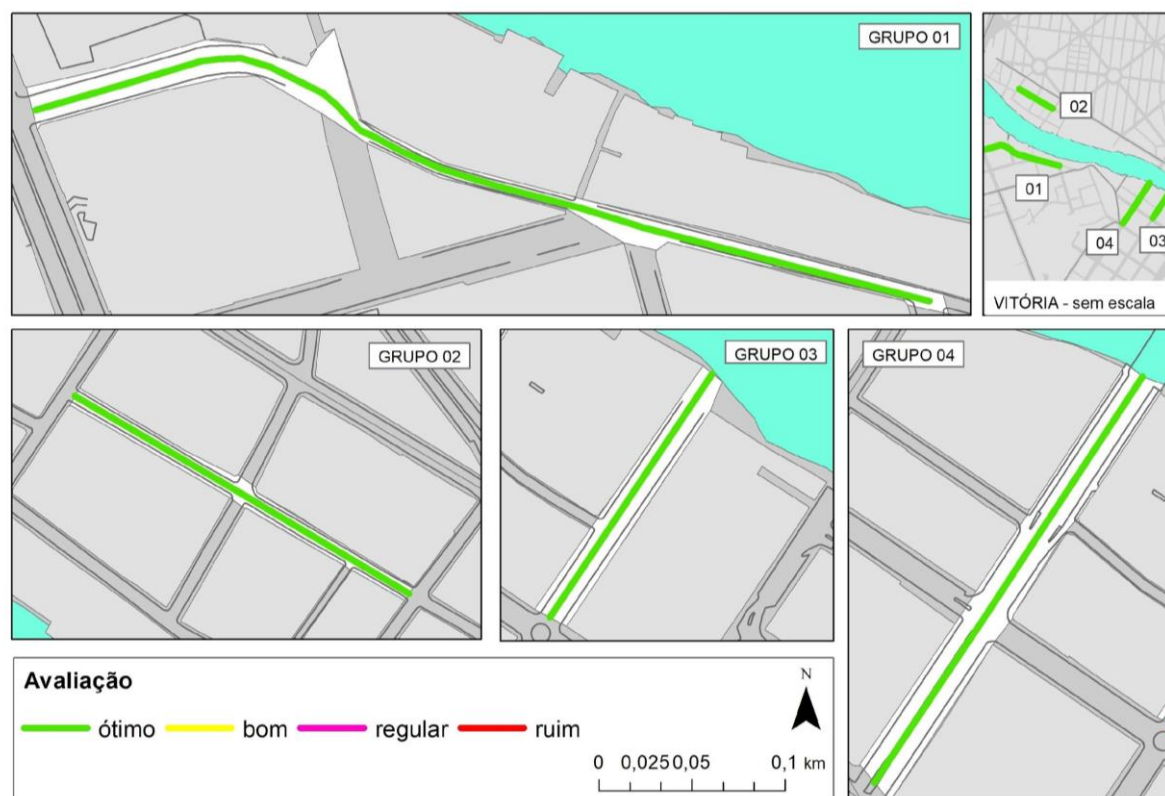 GRUPO 01
02
01
04
03
VITÓRIA - sem escala
GRUPO 02
GRUPO 03
GRUPO 04
Avaliação
ótimo bom regular ruim
N
0 0,025 0,05 0,1 km